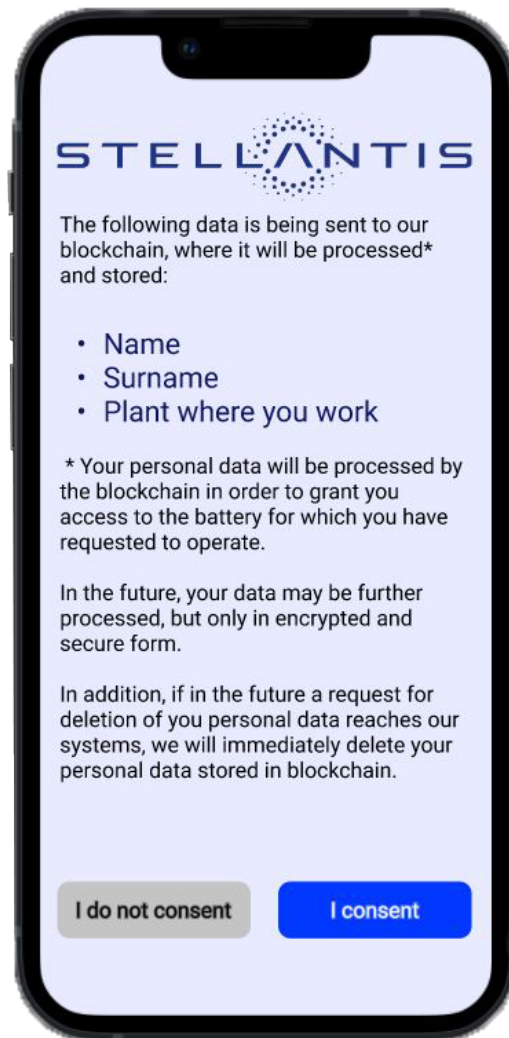 STELLANTIS
The following data is being sent to our
blockchain, where it will be processed*
and stored:
• Name
• Surname
• Plant where you work
* Your personal data will be processed by
the blockchain in order to grant you
access to the battery for which you have
requested to operate.
In the future, your data may be further
processed, but only in encrypted and
secure form.
In addition, if in the future a request for
deletion of you personal data reaches our
systems, we will immediately delete your
personal data stored in blockchain.
I do not consent
I consent